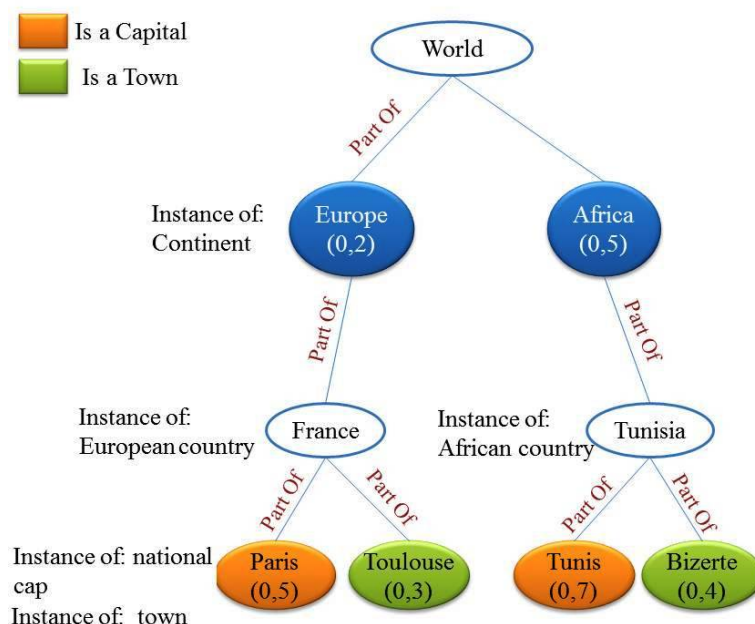 Is a Capital
Is a Town
World
Part Of
Instance of:
Continent
Europe
(0,2)
Africa
(0,5)
Part Of
Part Of
Instance of:
European country
France
Instance of:
African country
Tunisia
Part Of
Part Of
Part Of
Part Of
Instance of: national
cap
Instance of: town
Paris
(0,5)
Toulouse
(0,3)
Tunis
(0,7)
Bizerte
(0,4)